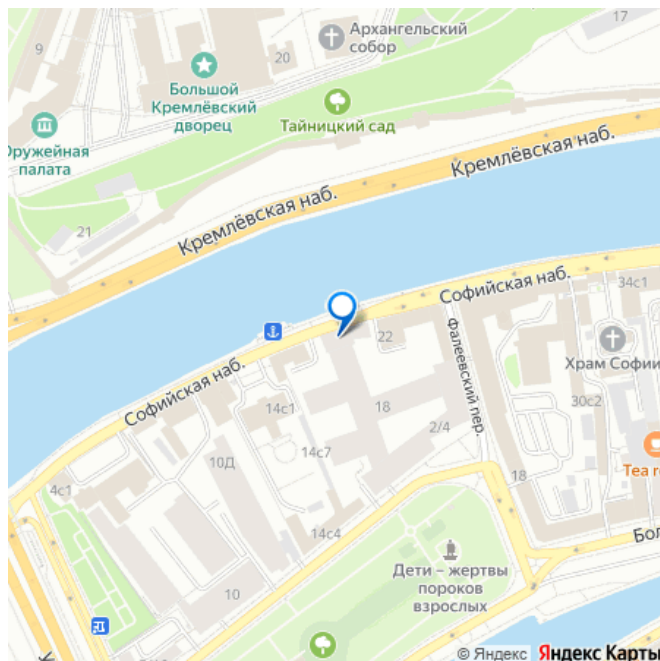 17
Архангельский
собор
9
20
Большой
Кремлёвский
дворец
Тайницкий сад
Оружейная
палата
Кремлёвская наб.
Кремлёвская наб.
21
Софийская наб.
34с1
22
Фалеевский пер.
Храм Софии
Софийская наб.
14с1
18
30с2
2/4
14с7
10Д
Tea
18
4с1
14с4
Дети – жертвы
пороков
взрослых
10
© Яндекс Яндекс Карты